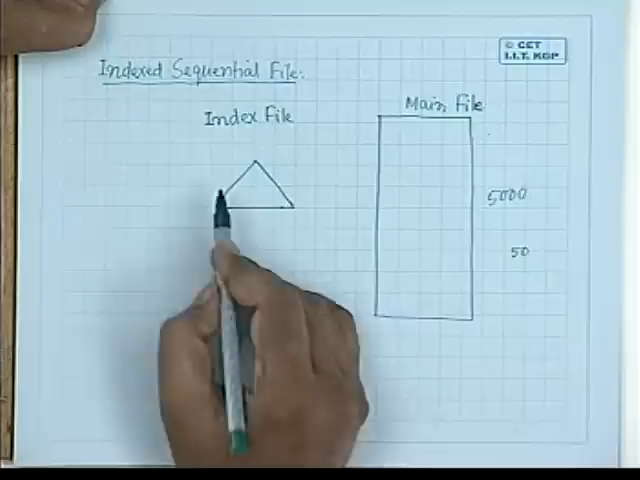 © CET
I.I.T. KGP
Indexed Sequential File:
Index File
Main File
5000
50